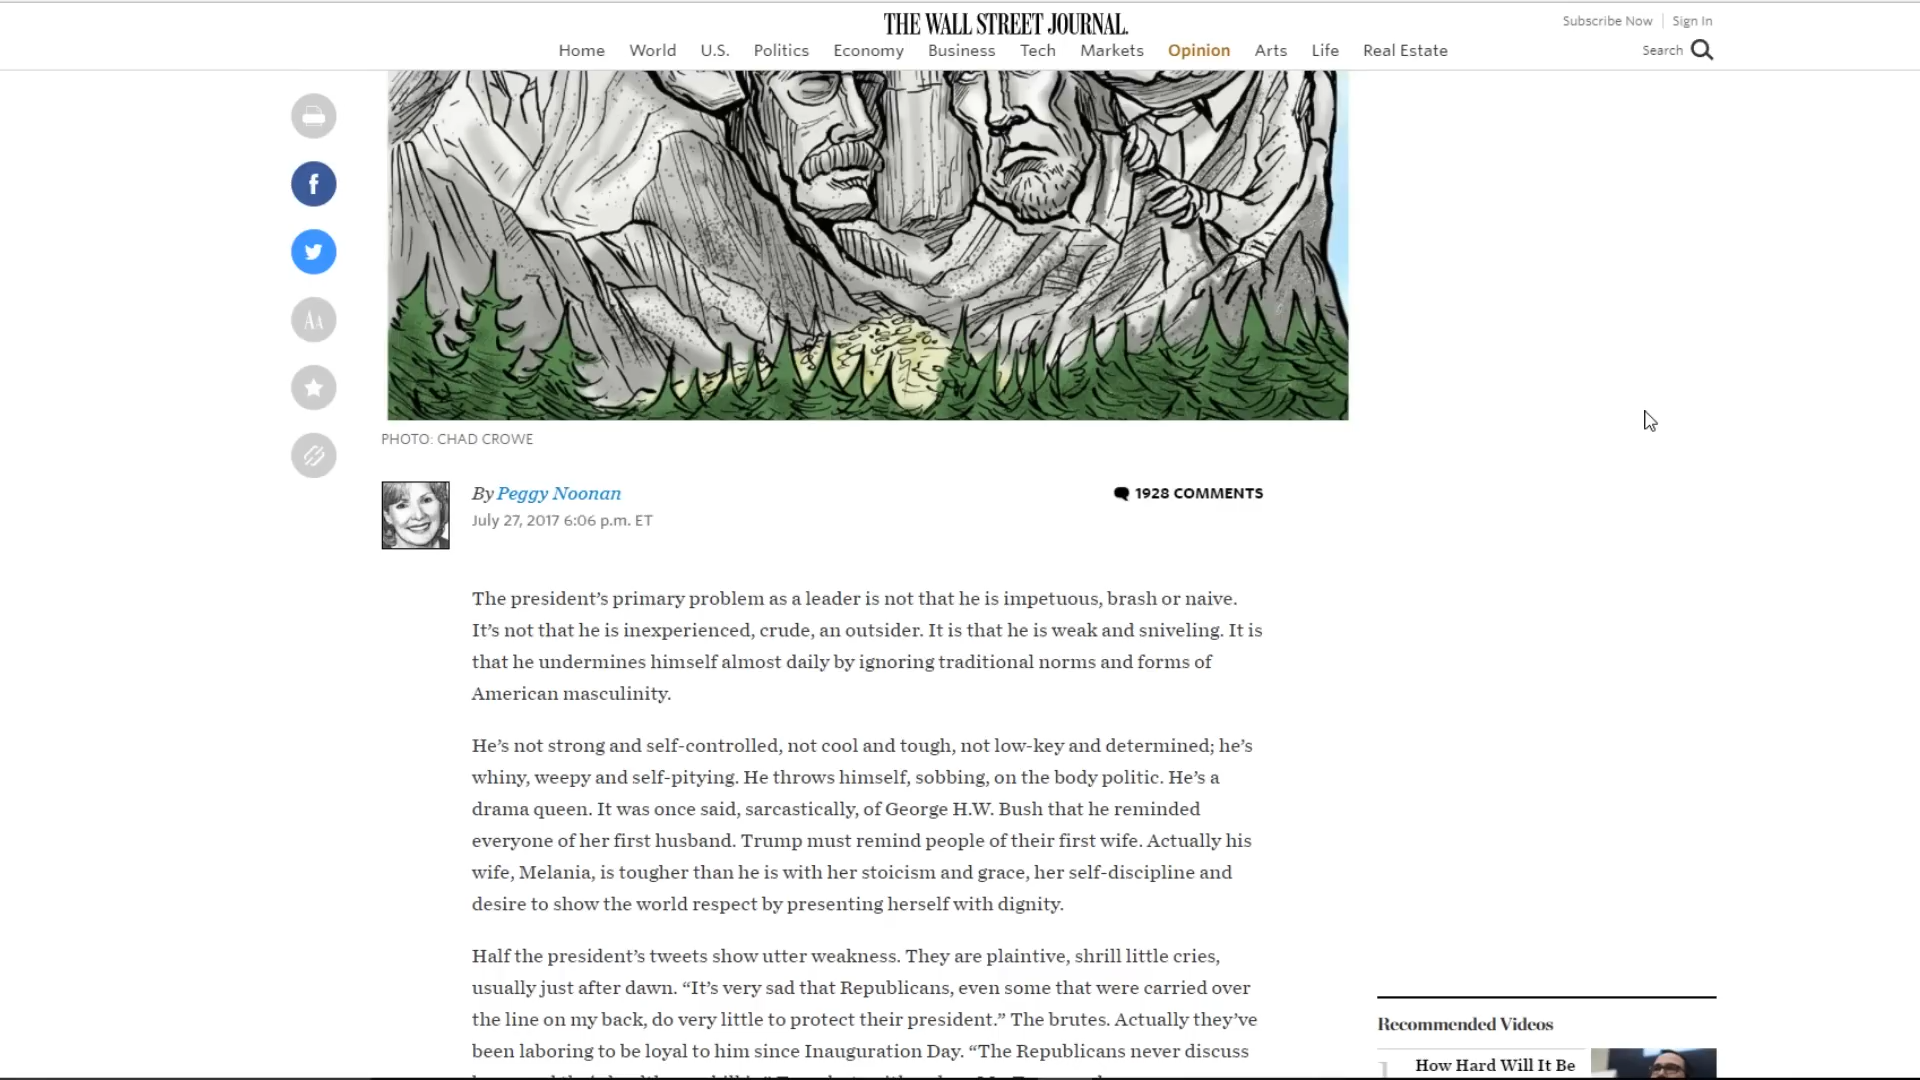 THE WALL STREET JOURNAL.
Subscribe Now | Sign In
Home World U.S. Politics Economy Business Tech Markets Opinion Arts Life Real Estate
Search
f
AA
PHOTO: CHAD CROWE
By Peggy Noonan
1928 COMMENTS
July 27, 2017 6:06 p.m. ET
The president’s primary problem as a leader is not that he is impetuous, brash or naive.
It’s not that he is inexperienced, crude, an outsider. It is that he is weak and sniveling. It is
that he undermines himself almost daily by ignoring traditional norms and forms of
American masculinity.
He’s not strong and self-controlled, not cool and tough, not low-key and determined; he’s
whiny, weepy and self-pitying. He throws himself, sobbing, on the body politic. He’s a
drama queen. It was once said, sarcastically, of George H.W. Bush that he reminded
everyone of her first husband. Trump must remind people of their first wife. Actually his
wife, Melania, is tougher than he is with her stoicism and grace, her self-discipline and
desire to show the world respect by presenting herself with dignity.
Half the president’s tweets show utter weakness. They are plaintive, shrill little cries,
usually just after dawn. “It’s very sad that Republicans, even some that were carried over
the line on my back, do very little to protect their president.” The brutes. Actually they’ve
been laboring to be loyal to him since Inauguration Day. “The Republicans never discuss
Recommended Videos
How Hard Will It Be